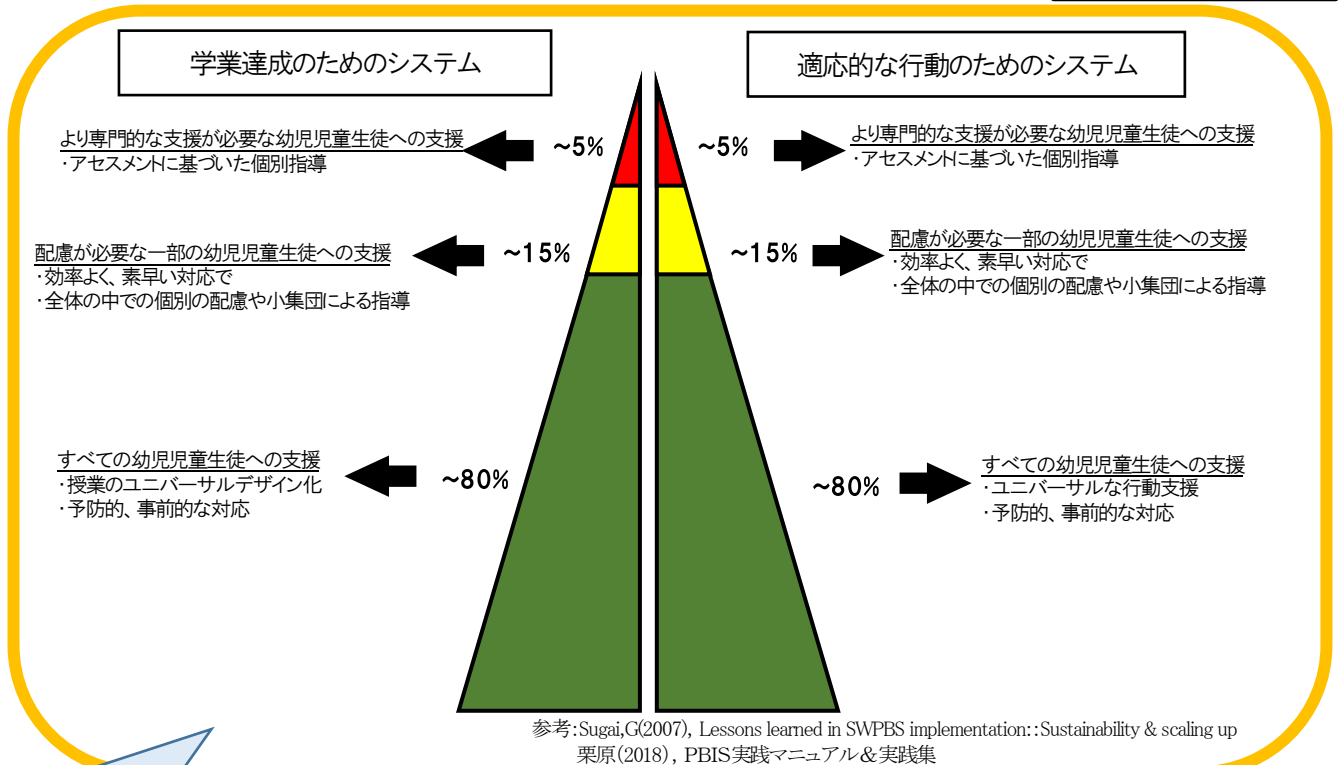 学業達成のためのシステム
適応的な行動のためのシステム
より専門的な支援が必要な幼児児童生徒への支援
・アセスメントに基づいた個別指導
~5%
~5%
より専門的な支援が必要な幼児児童生徒への支援
・アセスメントに基づいた個別指導
配慮が必要な一部の幼児児童生徒への支援
・効率よく、素早い対応で
・全体の中での個別の配慮や小集団による指導
~15%
~15%
配慮が必要な一部の幼児児童生徒への支援
・効率よく、素早い対応で
・全体の中での個別の配慮や小集団による指導
すべての幼児児童生徒への支援
・授業のユニバーサルデザイン化
・予防的、事前的な対応
~80%
~80%
すべての幼児児童生徒への支援
・ユニバーサルな行動支援
・予防的、事前的な対応
参考:Sugai,G(2007), Lessons learned in SWPBS implementation::Sustainability & scaling up
栗原(2018), PBIS実践マニュアル&実践集